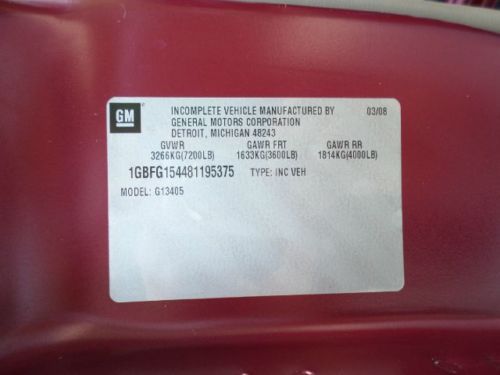 GM
INCOMPLETE VEHICLE MANUFACTURED BY 03/08
GENERAL MOTORS CORPORATION
DETROIT, MICHIGAN 48243
GVWR GAWR FRT GAWR RR
3266KG(7200LB) 1633KG(3600LB) 1814KG(4000LB)
1GBFG154481195375 TYPE: INC VEH
MODEL: G13405